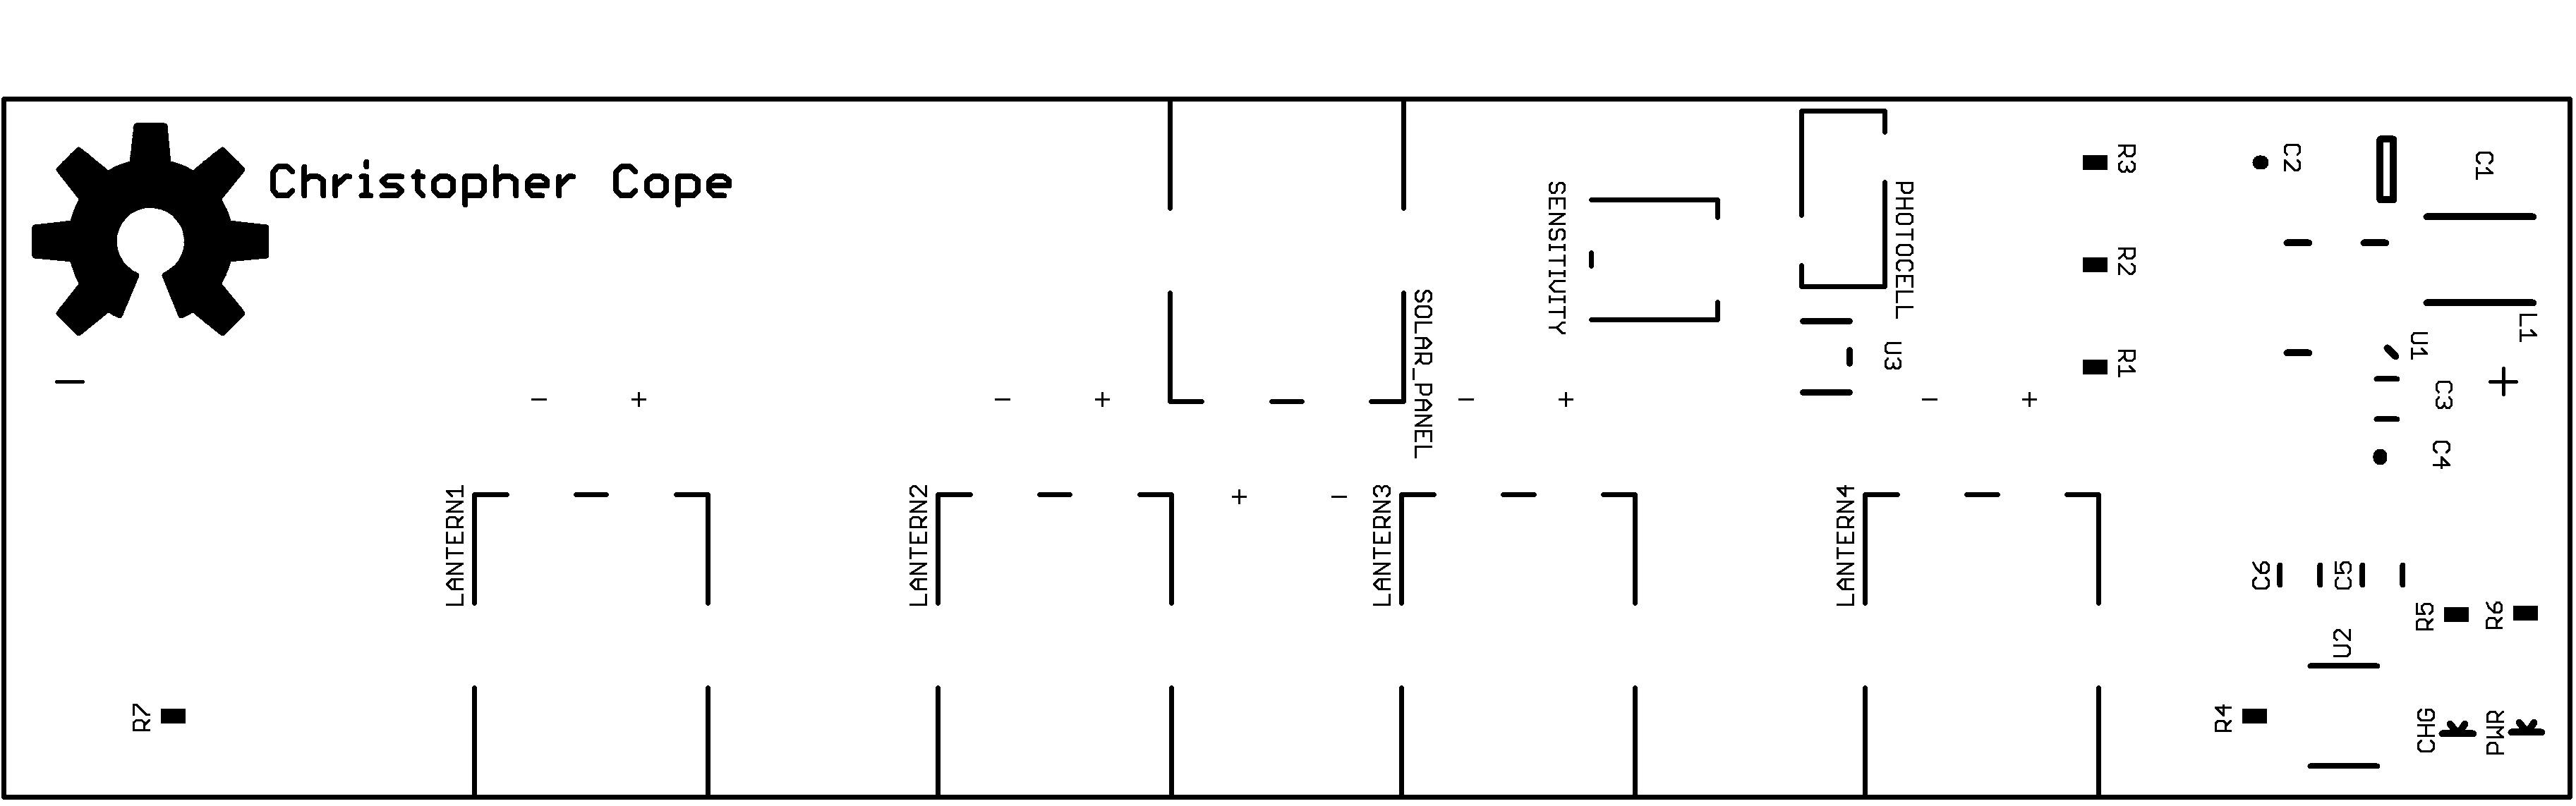 Christopher Cope
SENSITIVITY
PHOTOCELL
R3
C2
C1
R2
SOLAR_PANEL
U3
R1
U1
L1
C3
−
+
− +
− +
− +
− +
C4
LANTERN1
LANTERN2
+ −
LANTERN3
LANTERN4
C6
C5
R5
R6
U2
R7
R4
CHG
PWR